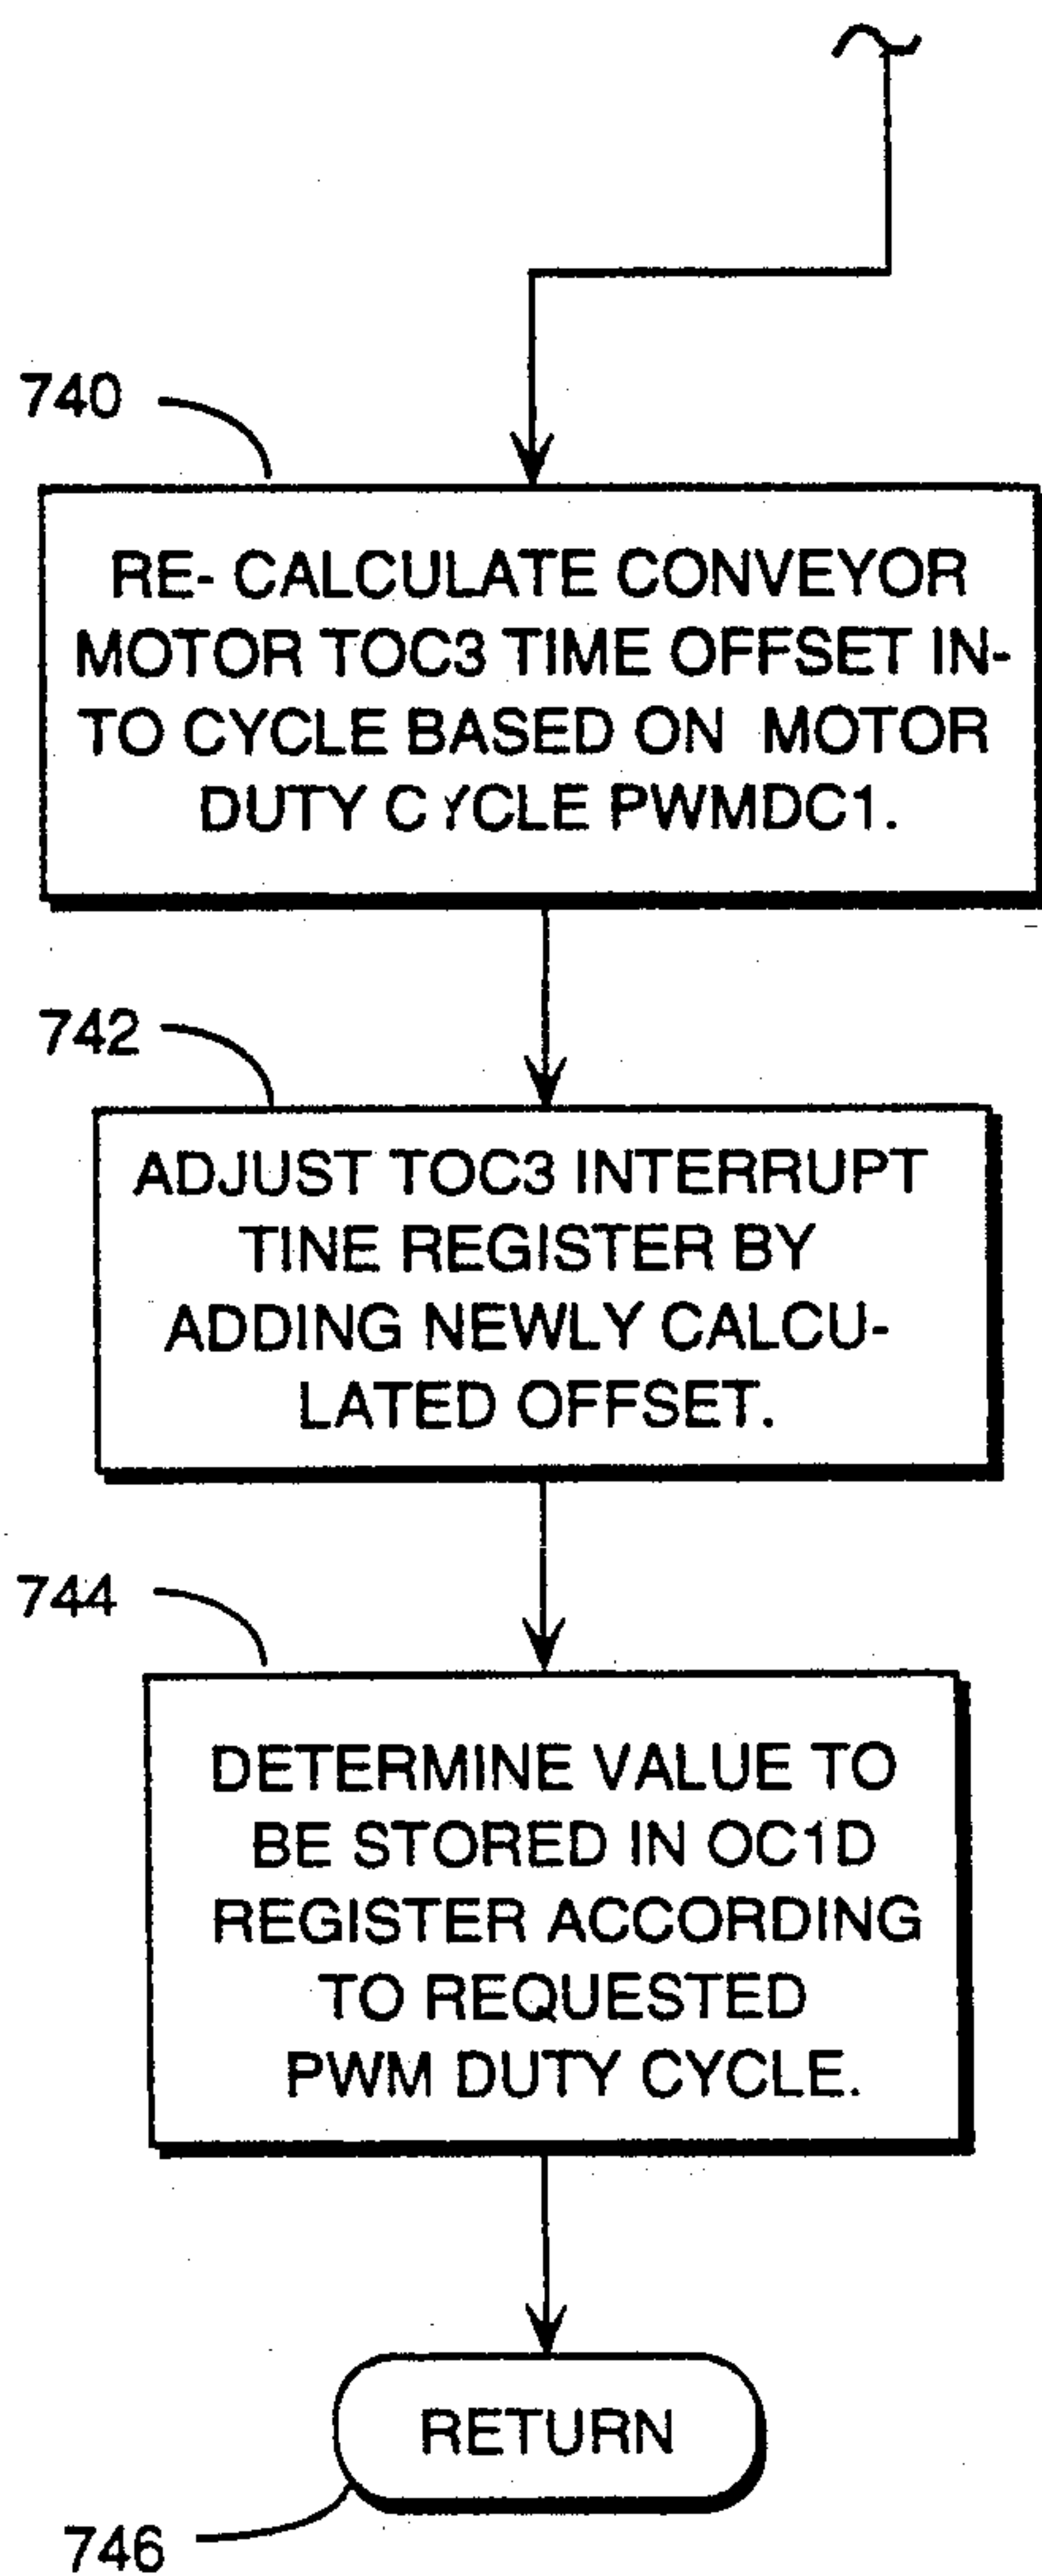 740
RE- CALCULATE CONVEYOR
MOTOR TOC3 TIME OFFSET IN-
TO CYCLE BASED ON MOTOR
DUTY CYCLE PWMDC1.
742
ADJUST TOC3 INTERRUPT
TINE REGISTER BY
ADDING NEWLY CALCU-
LATED OFFSET.
744
DETERMINE VALUE TO
BE STORED IN OC1D
REGISTER ACCORDING
TO REQUESTED
PWM DUTY CYCLE.
RETURN
746